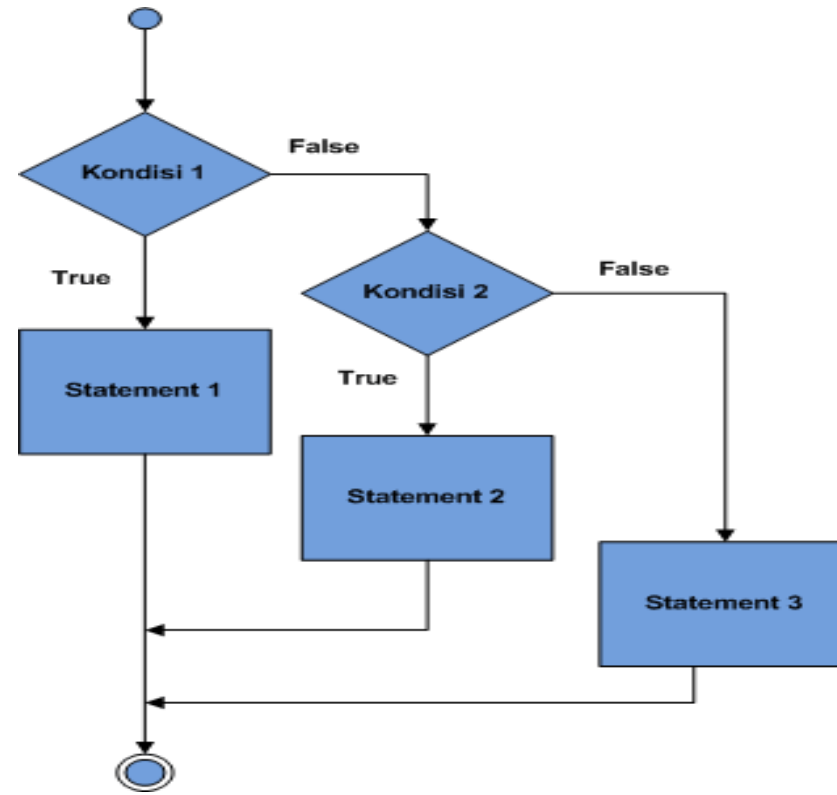 False
Kondisi 1
True
False
Kondisi 2
True
Statement 1
Statement 2
Statement 3